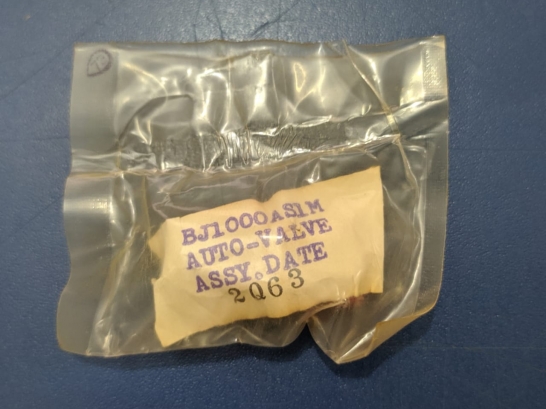 BJ1000AS1M
AUTO-VALVE
ASSY.DATE
2Q63